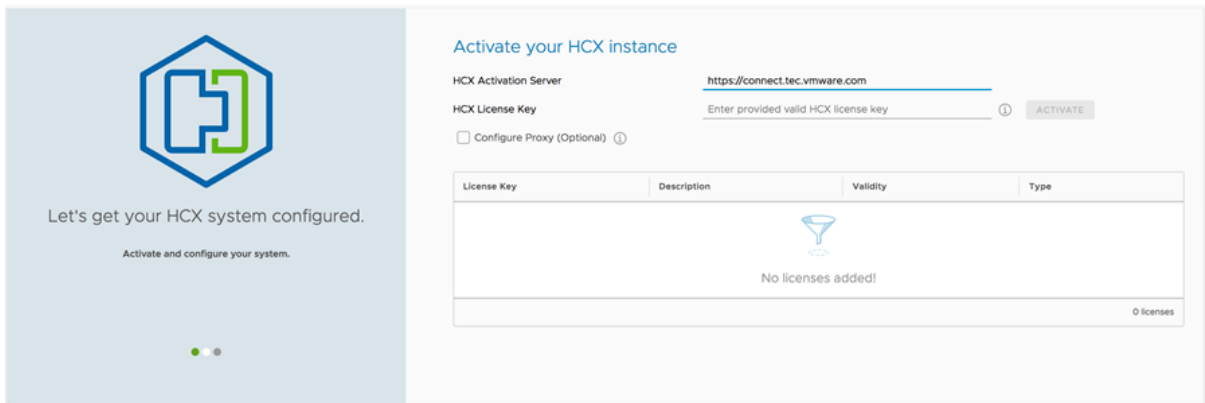 Let's get your HCX system configured.
Activate and configure your system.
Activate your HCX instance
HCX Activation Server https://connect.tec.vmware.com
HCX License Key Enter provided valid HCX license key ACTIVATE
Configure Proxy (Optional)
License Key Description Validity Type
No licenses added!
0 licenses